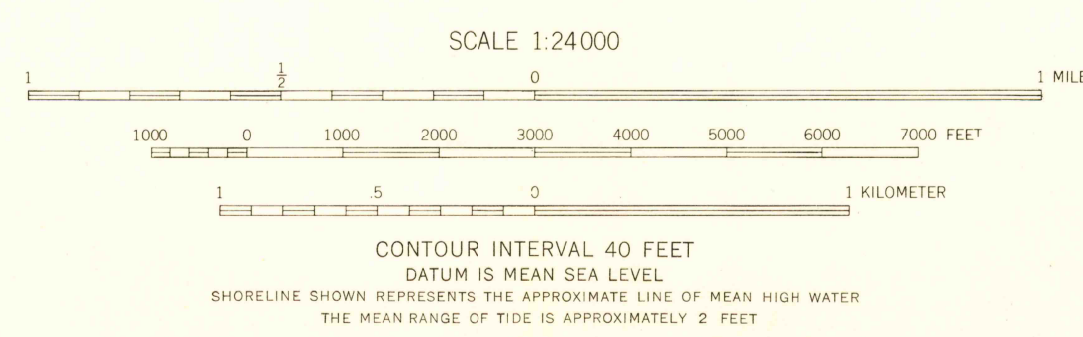 SCALE 1:24000
1 1/2 0 1 MILE
1000 0 1000 2000 3000 4000 5000 6000 7000 FEET
1 .5 0 1 KILOMETER
CONTOUR INTERVAL 40 FEET
DATUM IS MEAN SEA LEVEL
SHORELINE SHOWN REPRESENTS THE APPROXIMATE LINE OF MEAN HIGH WATER
THE MEAN RANGE OF TIDE IS APPROXIMATELY 2 FEET